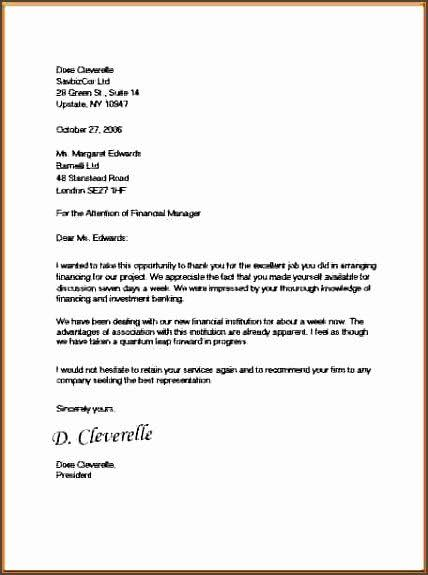 Dose Cleverelle
SavbizCor Ltd
28 Green St., Suite 14
Upstate, NY 10947
October 27, 2006
Ms. Margaret Edwards
Barnelli Ltd
48 Stanstead Road
London SE27 1HF
For the Attention of Financial Manager
Dear Ms. Edwards:
I wanted to take this opportunity to thank you for the excellent job you did in arranging
financing for our project. We appreciate the fact that you made yourself available for
discussion seven days a week. We were impressed by your thourough knowledge of
financing and investment banking.
We have been dealing with our new financial institution for about a week now. The
advantages of association with this institution are already apparent. I feel as though
we have taken a quantum leap forward in progress.
I would not hesitate to retain your services again and to recommend your firm to any
company seeking the best representation.
Sincerely yours,
D. Cleverelle
Dose Cleverelle,
President